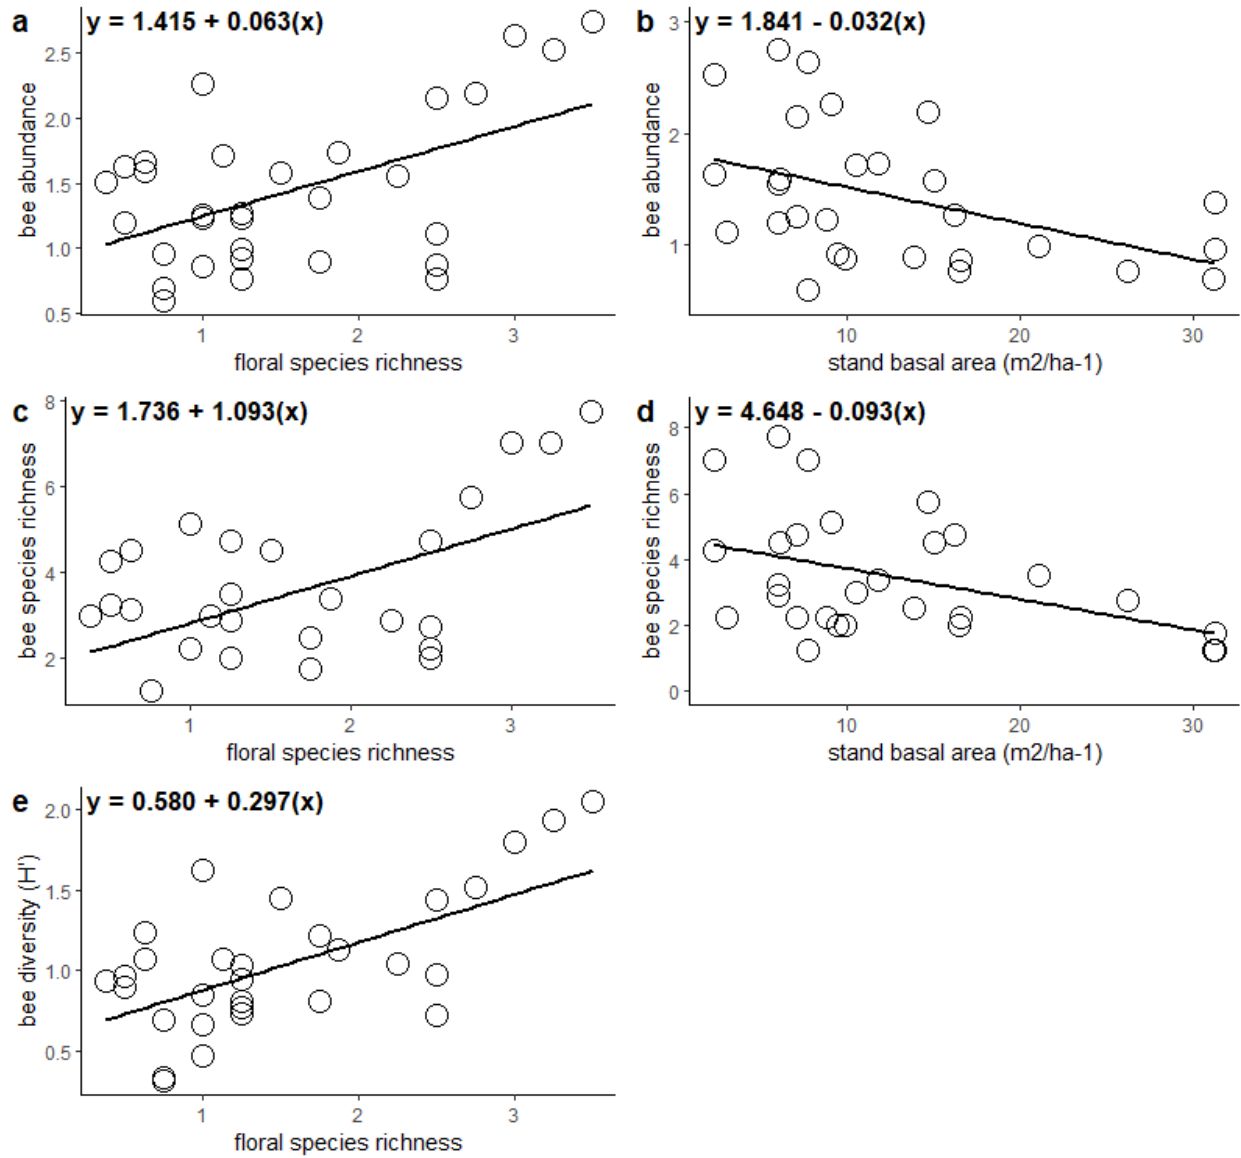 a y = 1.415 + 0.063(x)
bee abundance
2.5
2.0
1.5
1.0
0.5
1 2 3
floral species richness
b y = 1.841 - 0.032(x)
bee abundance
3
2
1
10 20 30
stand basal area (m2/ha-1)
c y = 1.736 + 1.093(x)
bee species richness
8
6
4
2
1 2 3
floral species richness
d y = 4.648 - 0.093(x)
bee species richness
8
6
4
2
0
10 20 30
stand basal area (m2/ha-1)
e y = 0.580 + 0.297(x)
bee diversity (H')
2.0
1.5
1.0
0.5
1 2 3
floral species richness